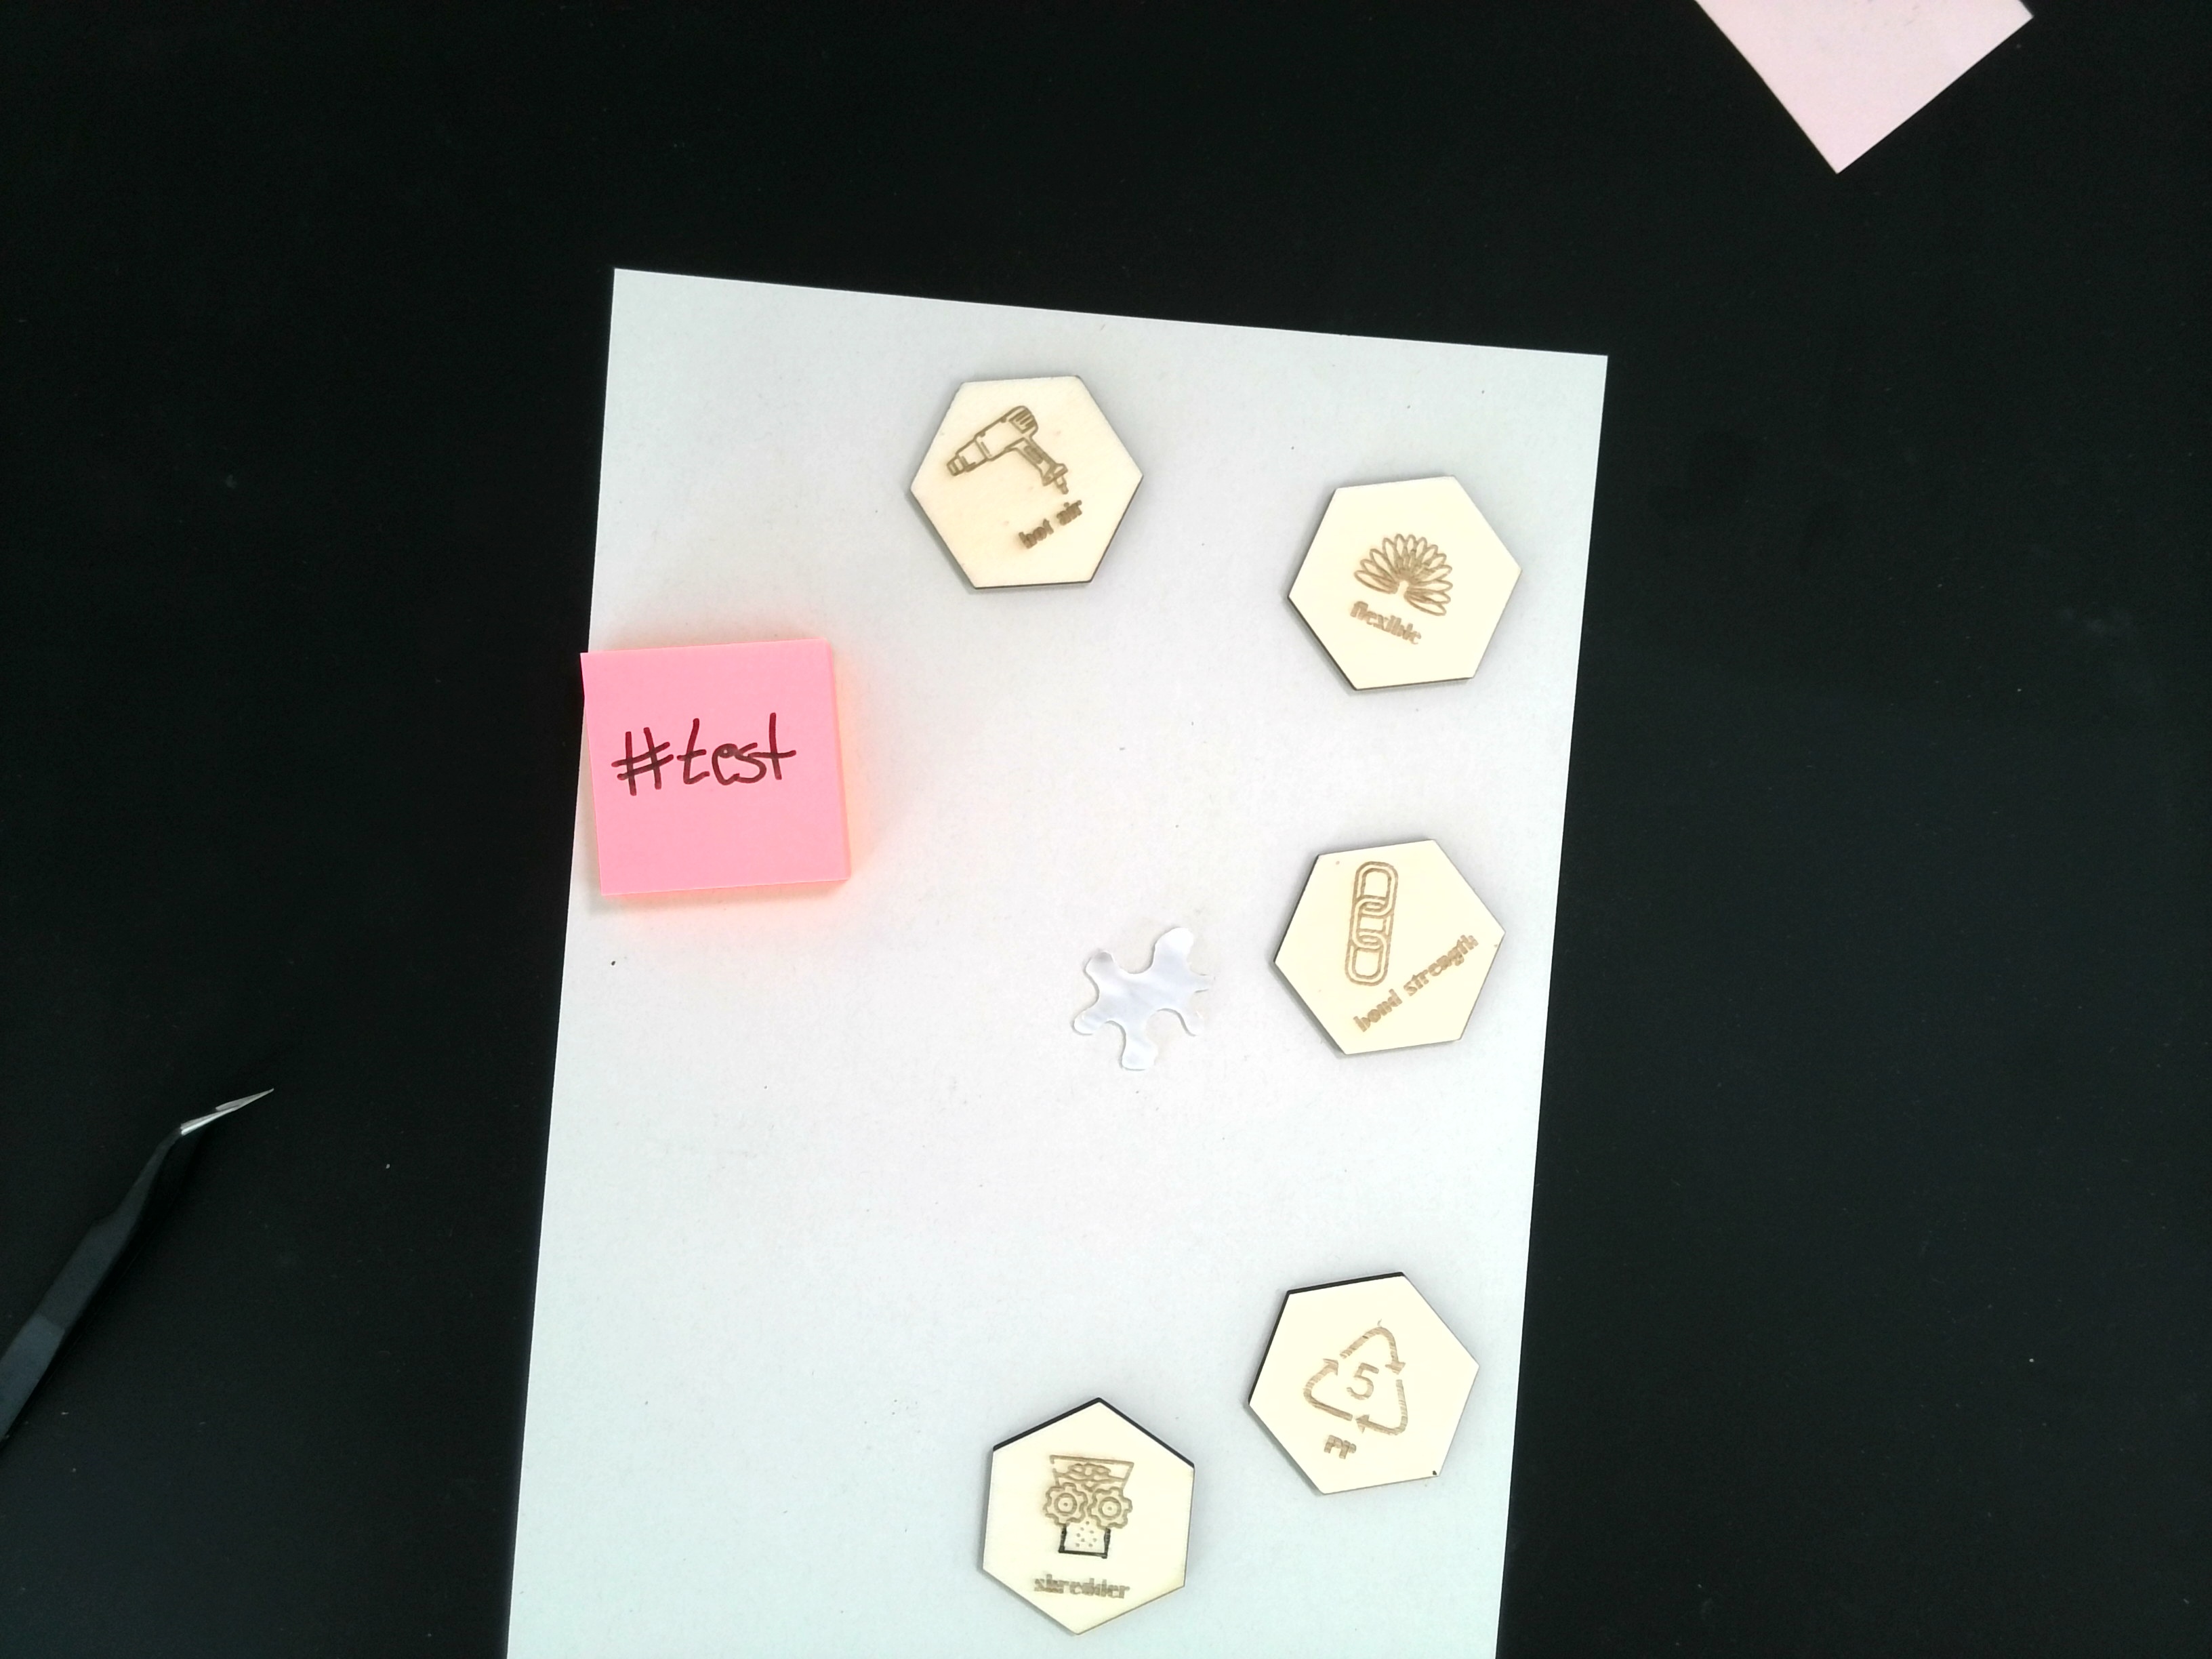 hot air
flexible
#test
bond strength
5
PP
shredder